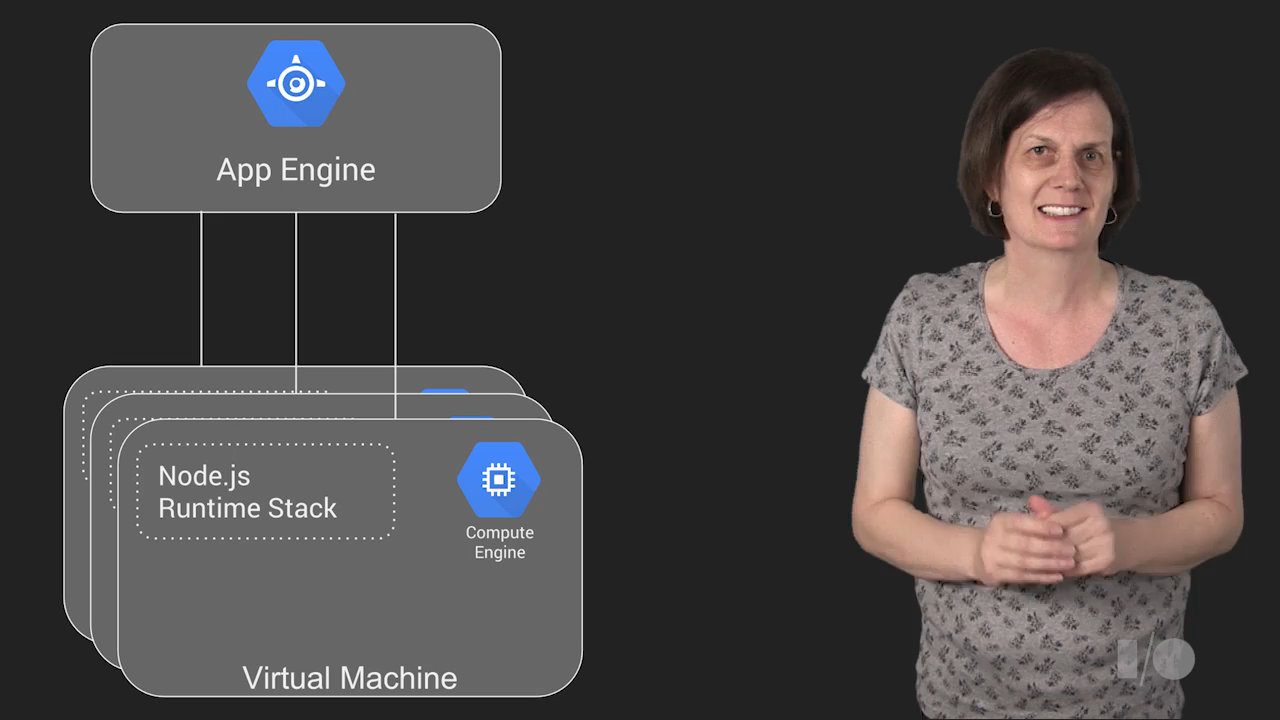 App Engine
Node.js
Runtime Stack
Compute
Engine
Virtual Machine
I/O